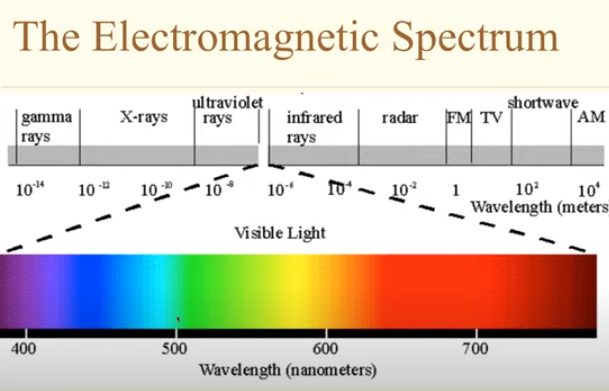 The Electromagnetic Spectrum
gamma rays X-rays ultraviolet rays infrared rays radar FM TV shortwave AM
10⁻¹⁴ 10⁻¹² 10⁻¹⁰ 10⁻⁸ 10⁻⁶ 10⁻⁴ 10⁻² 1 10² 10⁴
Wavelength (meters
Visible Light
400 500 600 700
Wavelength (nanometers)